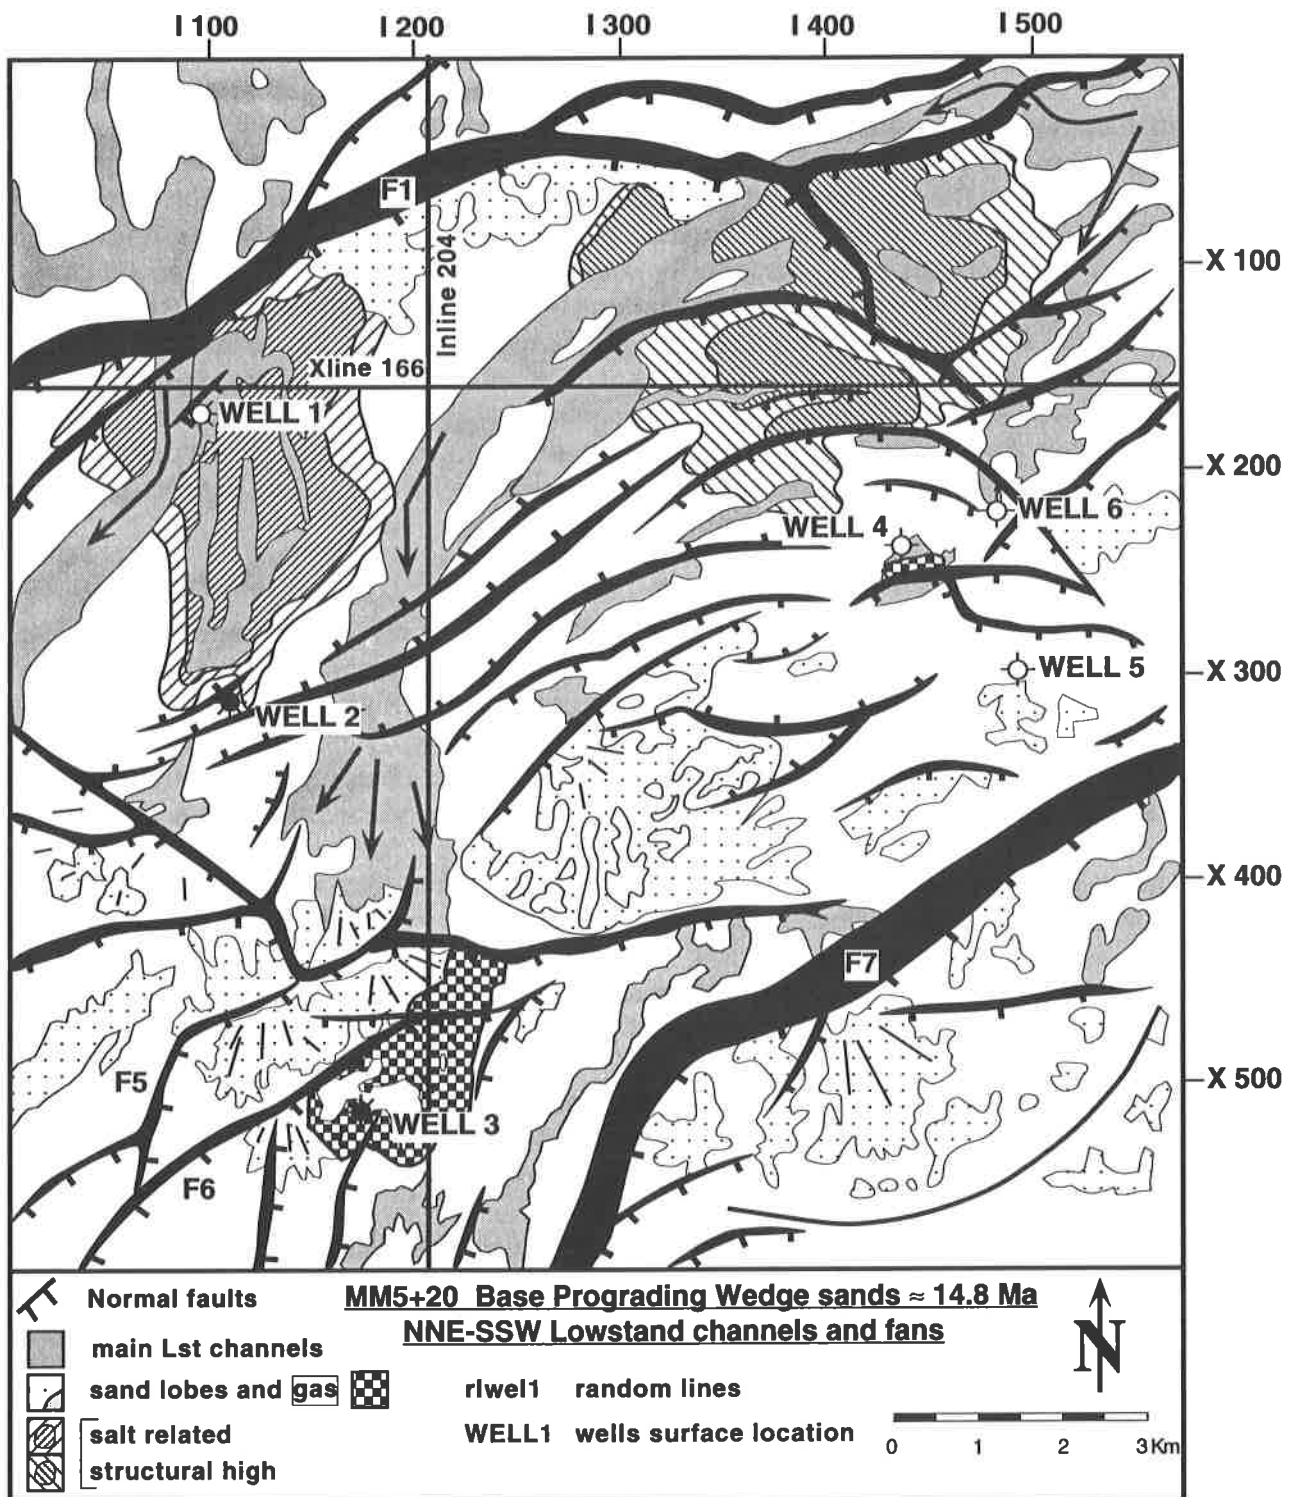 I 100 I 200 I 300 I 400 I 500
F1
Inline 204
X 100
Xline 166
WELL 1
X 200
WELL 6
WELL 4
WELL 5
X 300
WELL 2
X 400
F7
F5
X 500
WELL 3
F6
Normal faults
MM5+20 Base Prograding Wedge sands ≈ 14.8 Ma
NNE-SSW Lowstand channels and fans
N
main Lst channels
sand lobes and gas
rlwel1 random lines
salt related
WELL1 wells surface location
structural high
0 1 2 3 Km